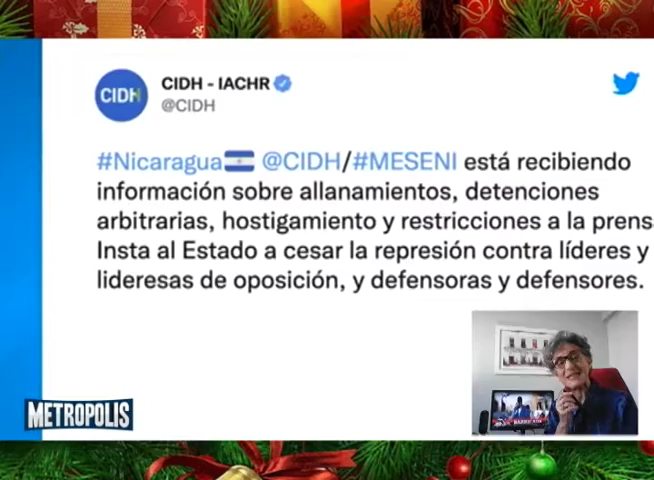 CIDH
CIDH - IACHR
@CIDH
#Nicaragua @CIDH/#MESENI está recibiendo
información sobre allanamientos, detenciones
arbitrarias, hostigamiento y restricciones a la prensa
Insta al Estado a cesar la represión contra líderes y
lideresas de oposición, y defensoras y defensores.
METROPOLIS